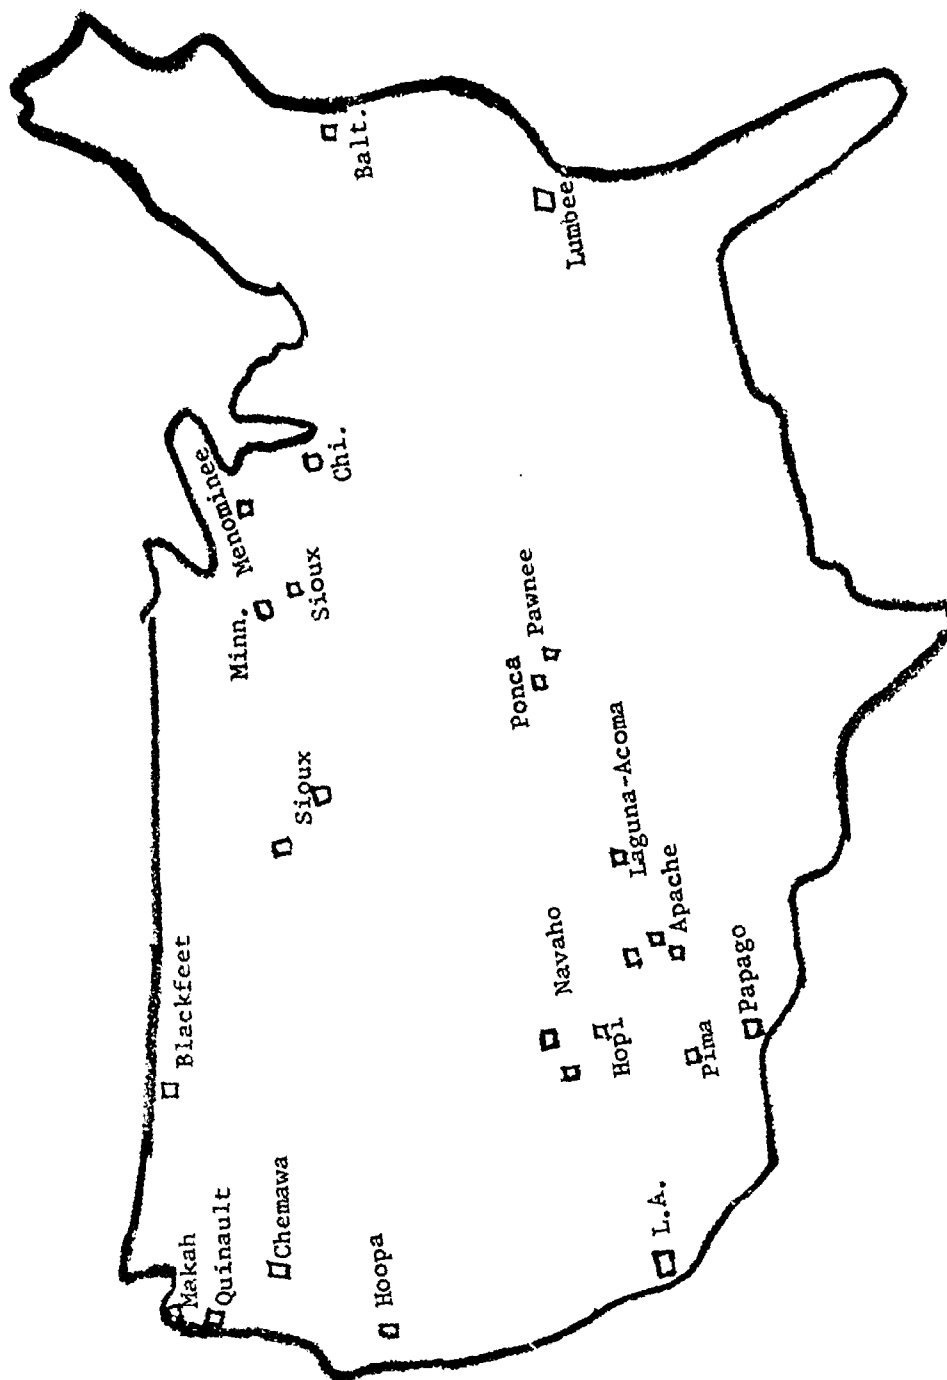 Makah
Quinault
Chemawa
Hoopa
L.A.
Blackfeet
Navaho
Hopi
Pima
Papago
Apache
Laguna-Acoma
Sioux
Ponca
Pawnee
Minn.
Sioux
Menominee
Chi.
Balt.
Lumbee